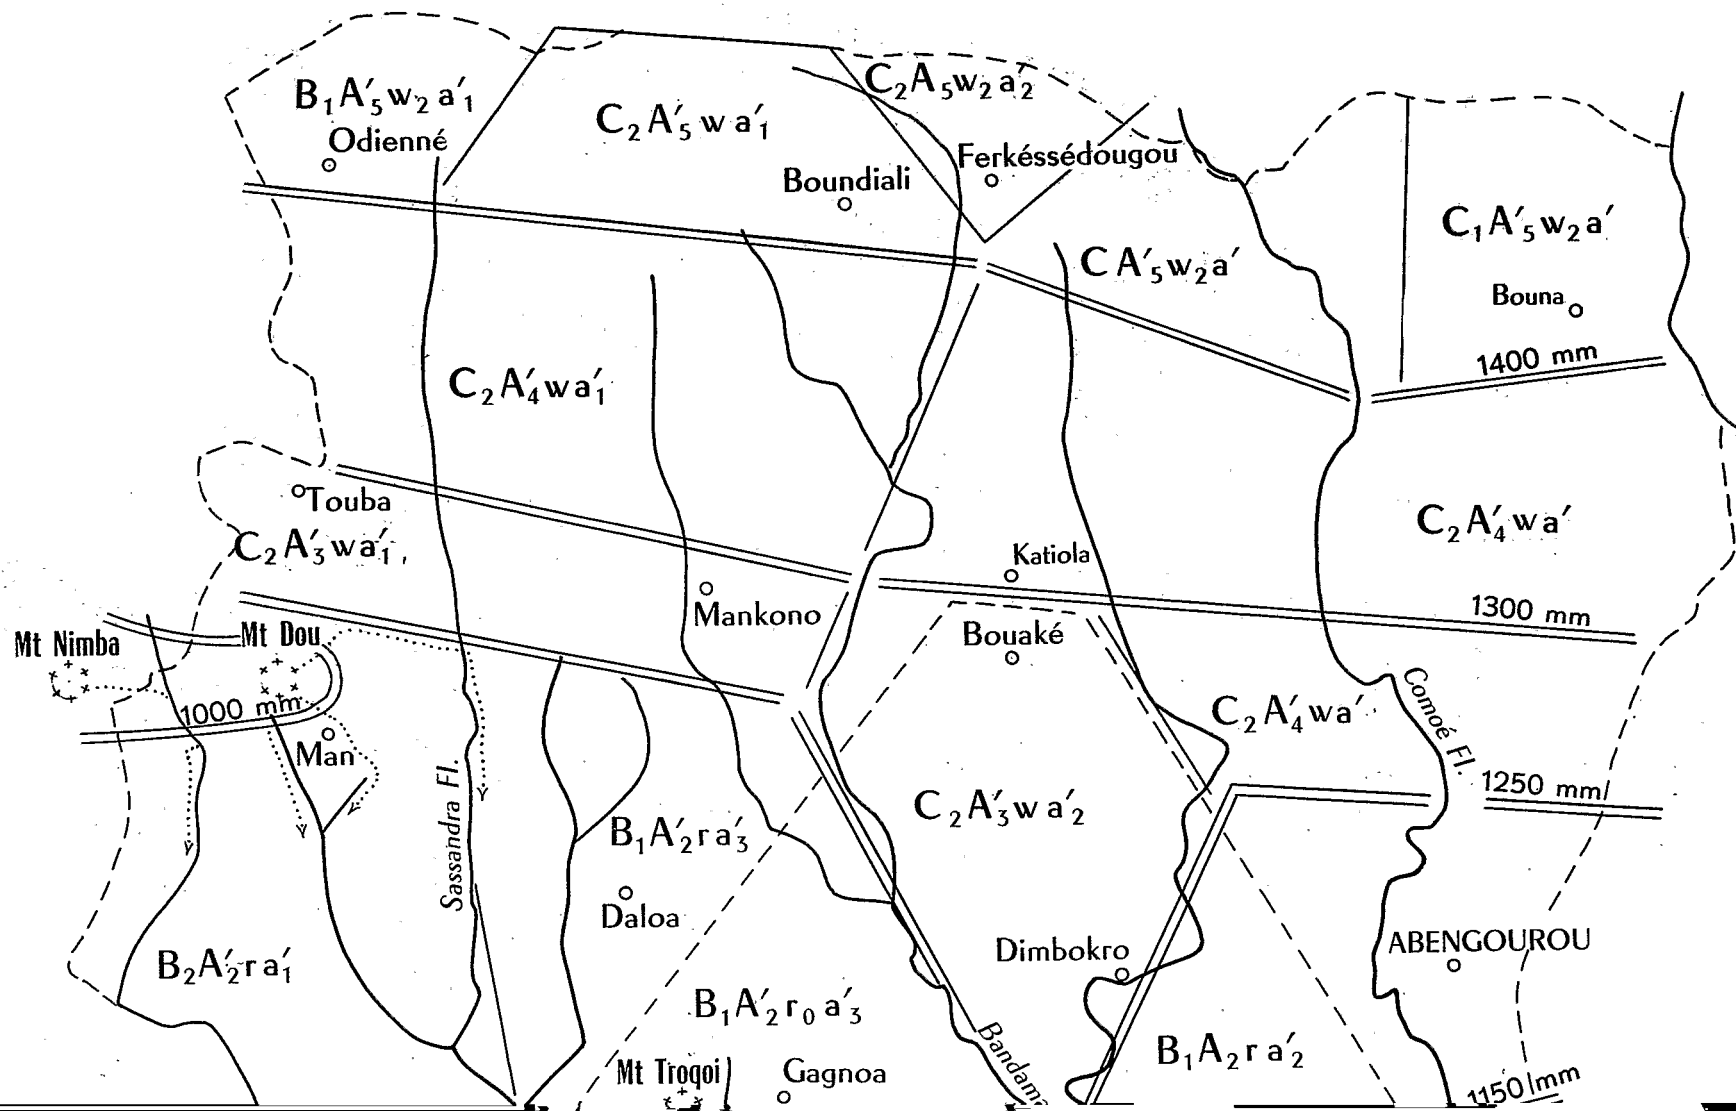 C₂A₅w₂a′₂
B₁A′₅w₂a′₁
C₂A′₅wa′₁
Odienné
Ferkéssédougou
Boundiali
C₁A′₅w₂a′
CA′₅w₂a′
Bouna
1400 mm
C₂A′₄wa′₁
Touba
C₂A′₄wa′
C₂A′₃wa′₁
Katiola
Mankono
1300 mm
Mt Nimba
Mt Dou
Bouaké
1000 mm
C₂A′₄wa′
Comoé Fl.
Man
Sassandra Fl.
1250 mm
C₂A′₃wa′₂
B₁A′₂ra′₃
Daloa
Dimbokro
ABENGOUROU
B₂A′₂ra′₁
B₁A′₂r₀a′₃
Bandama
B₁A₂ra′₂
Mt Troqoi
Gagnoa
1150 mm